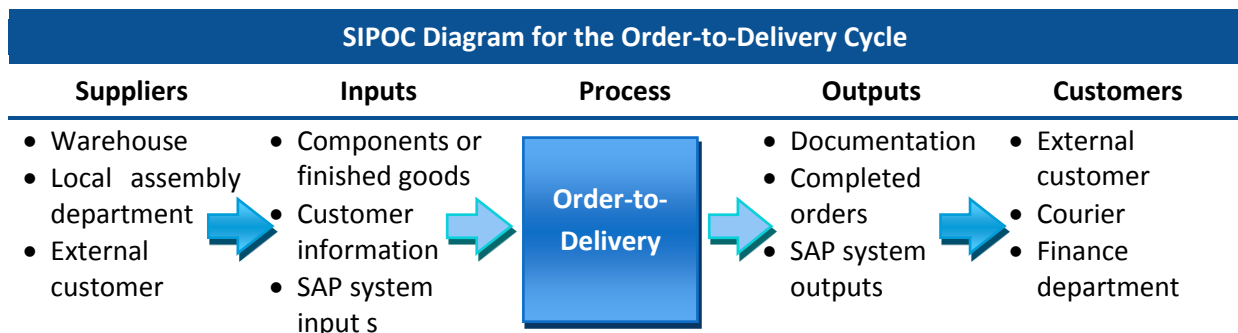 SIPOC Diagram for the Order-to-Delivery Cycle
Suppliers
Inputs
Process
Outputs
Customers
• Warehouse
• Local assembly
department
• External
customer
• Components or
finished goods
• Customer
information
• SAP system
input s
Order-to-
Delivery
• Documentation
• Completed
orders
• SAP system
outputs
• External
customer
• Courier
• Finance
department